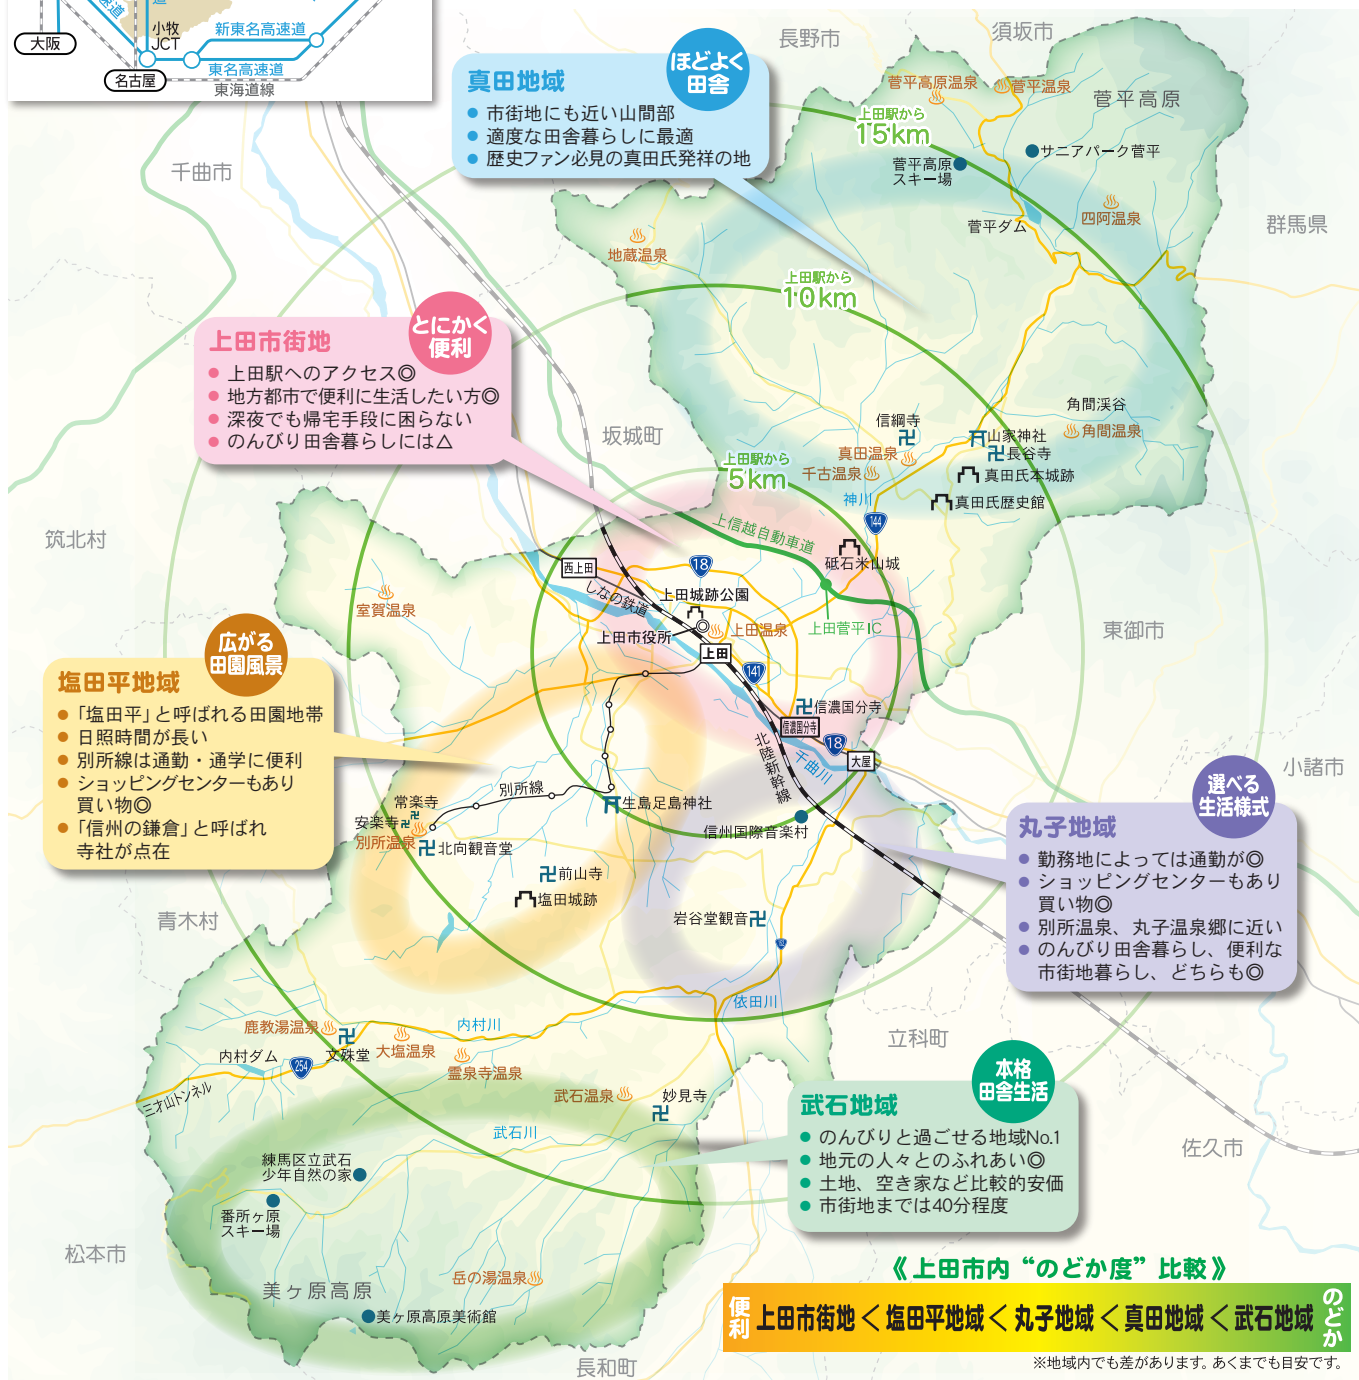 大阪
名古屋
小牧
JCT
新東名高速道
東名高速道
東海道線
速道
道
長野市
須坂市
千曲市
群馬県
坂城町
筑北村
東御市
小諸市
青木村
立科町
佐久市
松本市
長和町
真田地域
ほどよく
田舎
市街地にも近い山間部
適度な田舎暮らしに最適
歴史ファン必見の真田氏発祥の地
上田駅から
15km
上田駅から
10km
上田駅から
5km
菅平高原温泉
菅平温泉
菅平高原
サニアパーク菅平
菅平高原
スキー場
菅平ダム
四阿温泉
地蔵温泉
角間渓谷
角間温泉
信綱寺
山家神社
長谷寺
真田温泉
千古温泉
真田氏本城跡
真田氏歴史館
神川
144
上田市街地
とにかく
便利
上田駅へのアクセス◎
地方都市で便利に生活したい方◎
深夜でも帰宅手段に困らない
のんびり田舎暮らしには△
上信越自動車道
砥石米山城
西上田
18
しなの鉄道
上田城跡公園
上田市役所
上田温泉
上田菅平IC
上田
141
信濃国分寺
信濃国分寺
18
大屋
北陸新幹線
千曲川
室賀温泉
塩田平地域
広がる
田園風景
「塩田平」と呼ばれる田園地帯
日照時間が長い
別所線は通勤・通学に便利
ショッピングセンターもあり
買い物◎
「信州の鎌倉」と呼ばれ
寺社が点在
別所線
常楽寺
安楽寺
別所温泉
北向観音堂
生島足島神社
前山寺
塩田城跡
信州国際音楽村
岩谷堂観音
丸子地域
選べる
生活様式
勤務地によっては通勤が◎
ショッピングセンターもあり
買い物◎
別所温泉、丸子温泉郷に近い
のんびり田舎暮らし、便利な
市街地暮らし、どちらも◎
依田川
内村川
鹿教湯温泉
文殊堂
大塩温泉
内村ダム
254
霊泉寺温泉
三才山トンネル
武石温泉
妙見寺
武石川
武石地域
本格
田舎生活
のんびりと過ごせる地域No.1
地元の人々とのふれあい◎
土地、空き家など比較的安価
市街地までは40分程度
練馬区立武石
少年自然の家
番所ヶ原
スキー場
美ヶ原高原
岳の湯温泉
美ヶ原高原美術館
《上田市内“のどか度”比較》
便利 上田市街地＜塩田平地域＜丸子地域＜真田地域＜武石地域 のどか
※地域内でも差があります。あくまでも目安です。